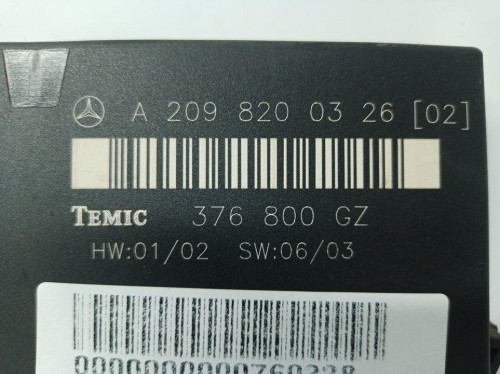 A 209 820 03 26 [02]
TEMIC 376 800 GZ
HW:01/02 SW:06/03